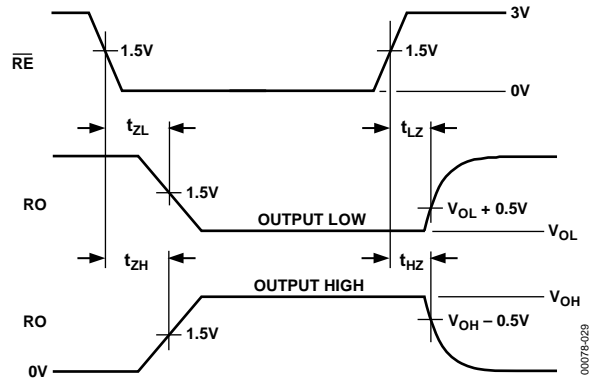 3V
RE
1.5V
1.5V
0V
tZL
tLZ
RO
1.5V
OUTPUT LOW
VOL + 0.5V
VOL
tZH
tHZ
OUTPUT HIGH
VOH
RO
1.5V
VOH – 0.5V
0V
00078-029